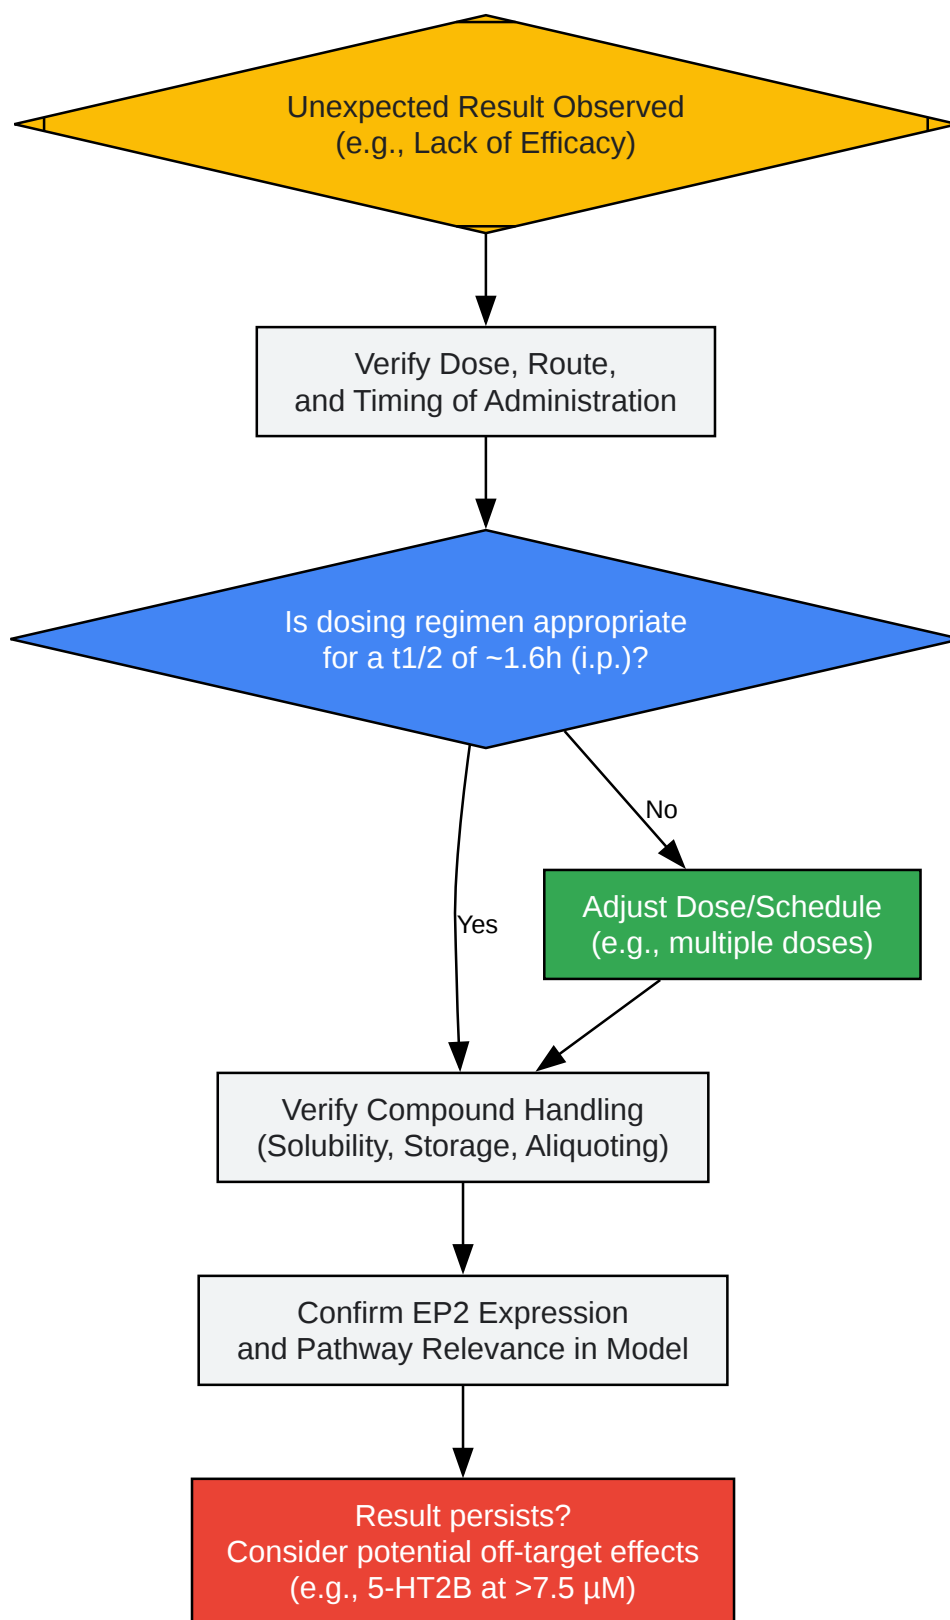 Unexpected Result Observed
(e.g., Lack of Efficacy)
Verify Dose, Route,
and Timing of Administration
Is dosing regimen appropriate
for a t1/2 of ~1.6h (i.p.)?
No
Adjust Dose/Schedule
(e.g., multiple doses)
Yes
Verify Compound Handling
(Solubility, Storage, Aliquoting)
Confirm EP2 Expression
and Pathway Relevance in Model
Result persists?
Consider potential off-target effects
(e.g., 5-HT2B at >7.5 µM)